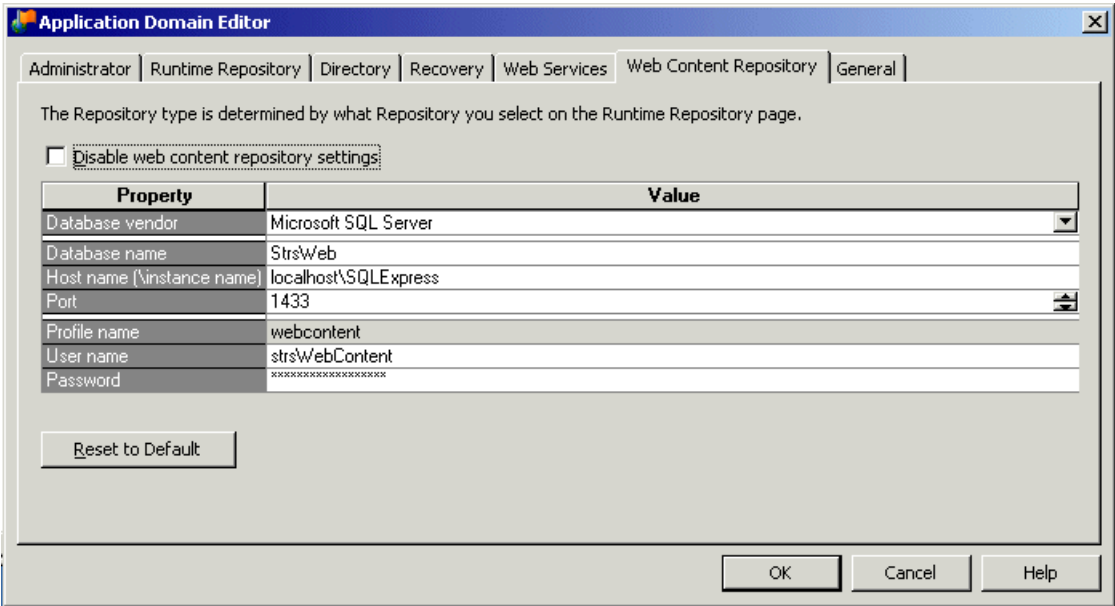 Application Domain Editor
Administrator Runtime Repository Directory Recovery Web Services Web Content Repository General
The Repository type is determined by what Repository you select on the Runtime Repository page.
Disable web content repository settings
Property Value
Database vendor Microsoft SQL Server
Database name StrsWeb
Host name (\instance name) localhost\SQLExpress
Port 1433
Profile name webcontent
User name strsWebContent
Password ******************
Reset to Default
OK Cancel Help